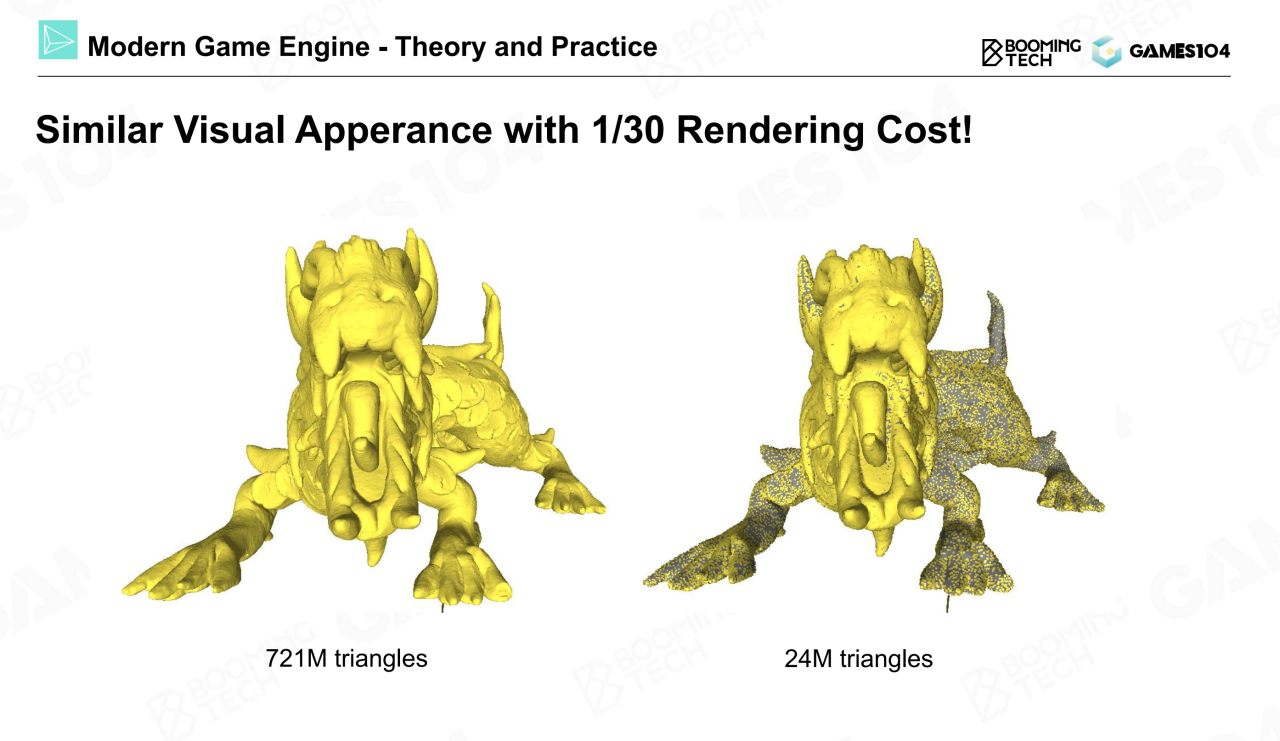 Modern Game Engine - Theory and Practice
BOOMING
TECH
GAMES104
Similar Visual Apperance with 1/30 Rendering Cost!
721M triangles
24M triangles